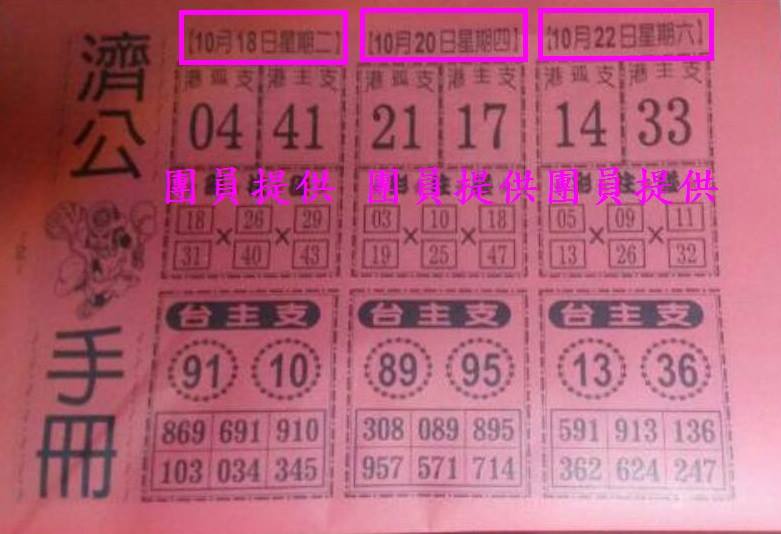 濟公手冊
【10月18日星期二】 【10月20日星期四】 【10月22日星期六】
港孤支 港主支 港孤支 港主支 港孤支 港主支
04 41 21 17 14 33
團員提供 團員提供 團員提供
18 26 29 03 10 18 05 09 11
× × × × × ×
31 40 43 19 25 47 13 26 32
台主支 台主支 台主支
91 10 89 95 13 36
869 691 910 308 089 895 591 913 136
103 034 345 957 571 714 362 624 247